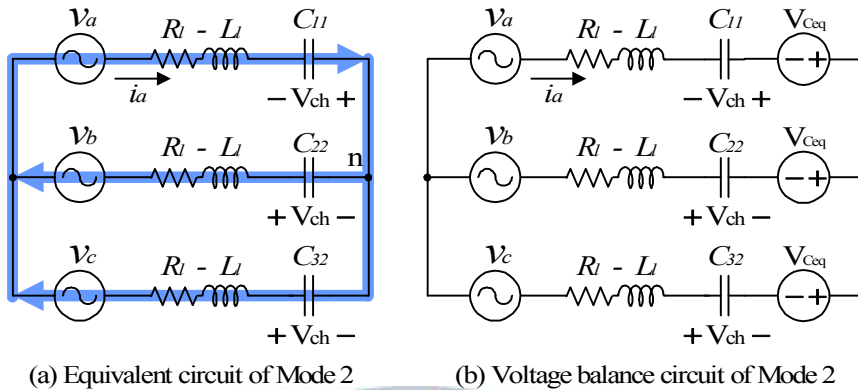 va Rl - Ll C11
ia − Vch +
vb Rl - Ll C22 n
+ Vch −
vc Rl - Ll C32
+ Vch −
(a) Equivalent circuit of Mode 2
va Rl - Ll C11 VCeq
ia − Vch + − +
vb Rl - Ll C22 VCeq
+ Vch − − +
vc Rl - Ll C32 VCeq
+ Vch − − +
(b) Voltage balance circuit of Mode 2